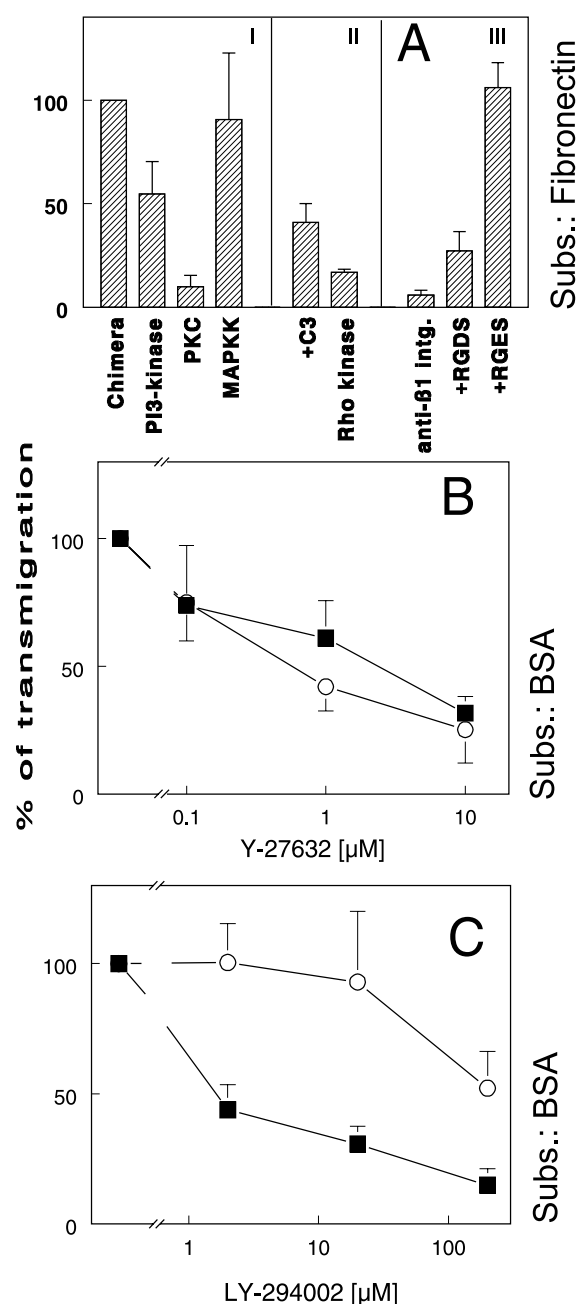 I
II
A
III
100
50
0
Chimera
PI3-kinase
PKC
MAPKK
+C3
Rho kinase
anti-ß1 intg.
+RGDS
+RGES
Subs.: Fibronectin
% of transmigration
B
100
50
0
0.1
1
10
Y-27632 [µM]
Subs.: BSA
C
100
50
0
1
10
100
LY-294002 [µM]
Subs.: BSA